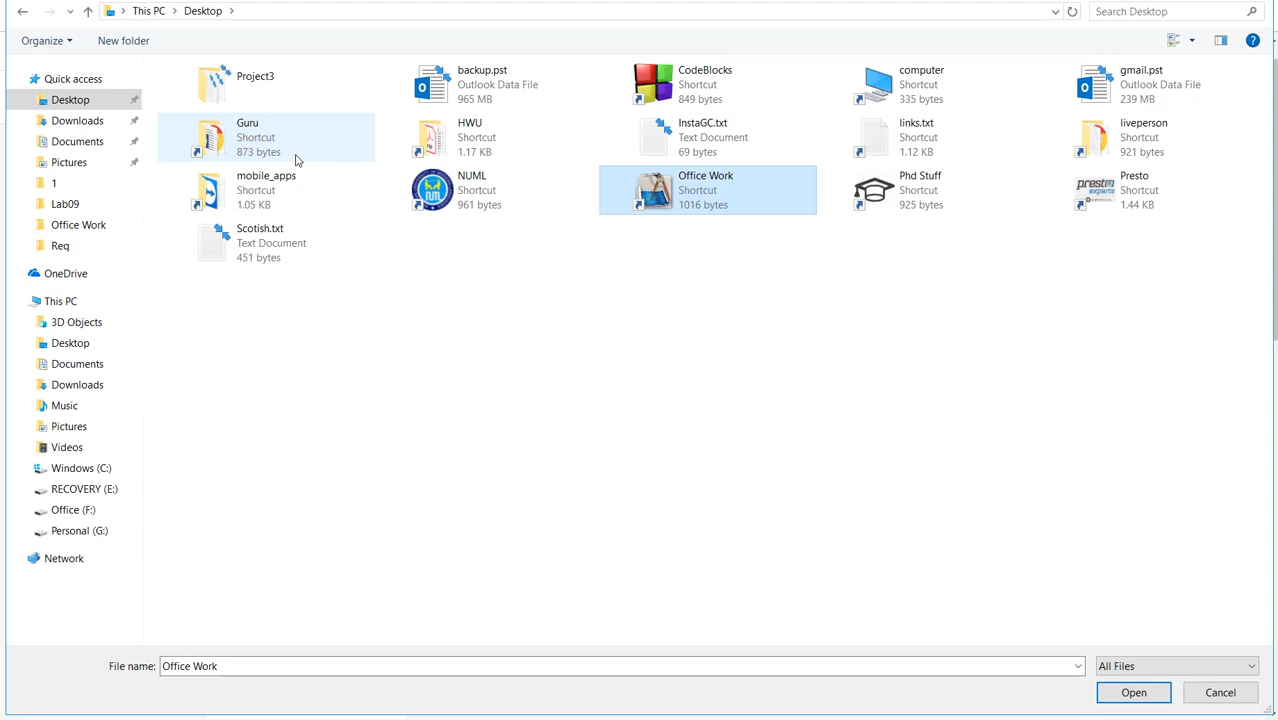 This PC
Desktop
Search Desktop
Organize
New folder
Quick access
Desktop
Downloads
Documents
Pictures
1
Lab09
Office Work
Req
OneDrive
This PC
3D Objects
Desktop
Documents
Downloads
Music
Pictures
Videos
Windows (C:)
RECOVERY (E:)
Office (F:)
Personal (G:)
Network
Project3
backup.pst
Outlook Data File
965 MB
CodeBlocks
Shortcut
849 bytes
computer
Shortcut
335 bytes
gmail.pst
Outlook Data File
239 MB
Guru
Shortcut
873 bytes
HWU
Shortcut
1.17 KB
InstaGC.txt
Text Document
69 bytes
links.txt
Shortcut
1.12 KB
liveperson
Shortcut
921 bytes
mobile_apps
Shortcut
1.05 KB
NUML
Shortcut
961 bytes
Office Work
Shortcut
1016 bytes
Phd Stuff
Shortcut
925 bytes
presto
experts
Presto
Shortcut
1.44 KB
Scotish.txt
Text Document
451 bytes
File name:
Office Work
All Files
Open
Cancel